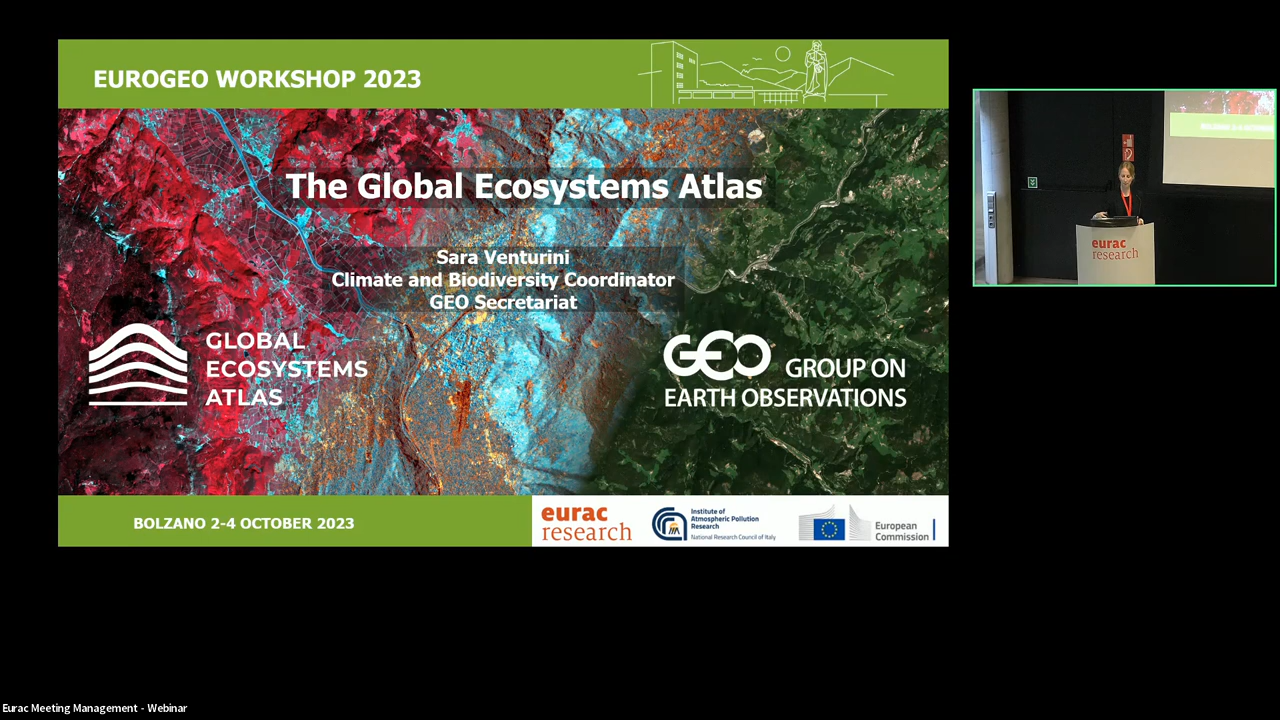 EUROGEO WORKSHOP 2023
The Global Ecosystems Atlas
Sara Venturini
Climate and Biodiversity Coordinator
GEO Secretariat
GLOBAL
ECOSYSTEMS
ATLAS
GEO GROUP ON
EARTH OBSERVATIONS
BOLZANO 2-4 OCTOBER 2023
eurac
research
Institute of
Atmospheric Pollution
Research
National Research Council of Italy
European
Commission
eurac
research
Eurac Meeting Management - Webinar